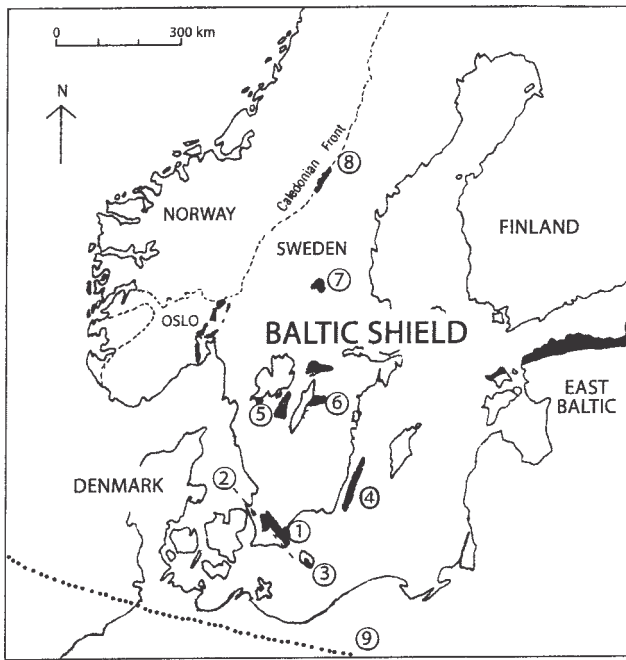 0 300 km
N
NORWAY
Caledonian Front
8
FINLAND
SWEDEN
7
OSLO
BALTIC SHIELD
EAST
BALTIC
5
6
2
DENMARK
4
1
3
9